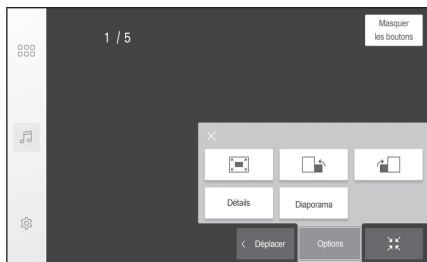 1 / 5
Masquer
les boutons
Détails
Diaporama
Déplacer
Options